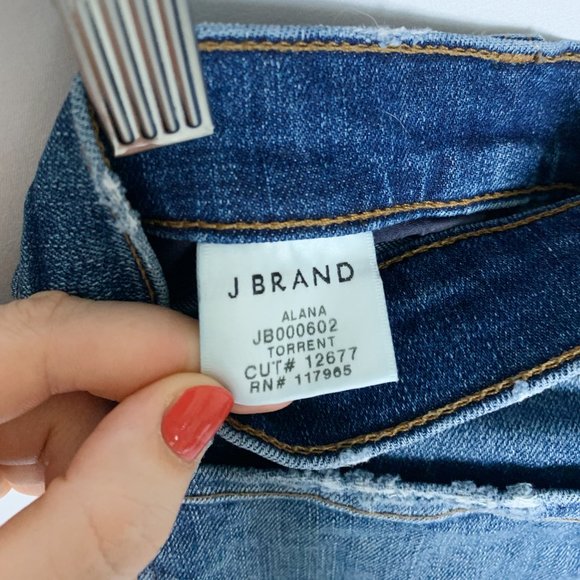 J BRAND
ALANA
JB000602
TORRENT
CUT# 12677
RN# 117965